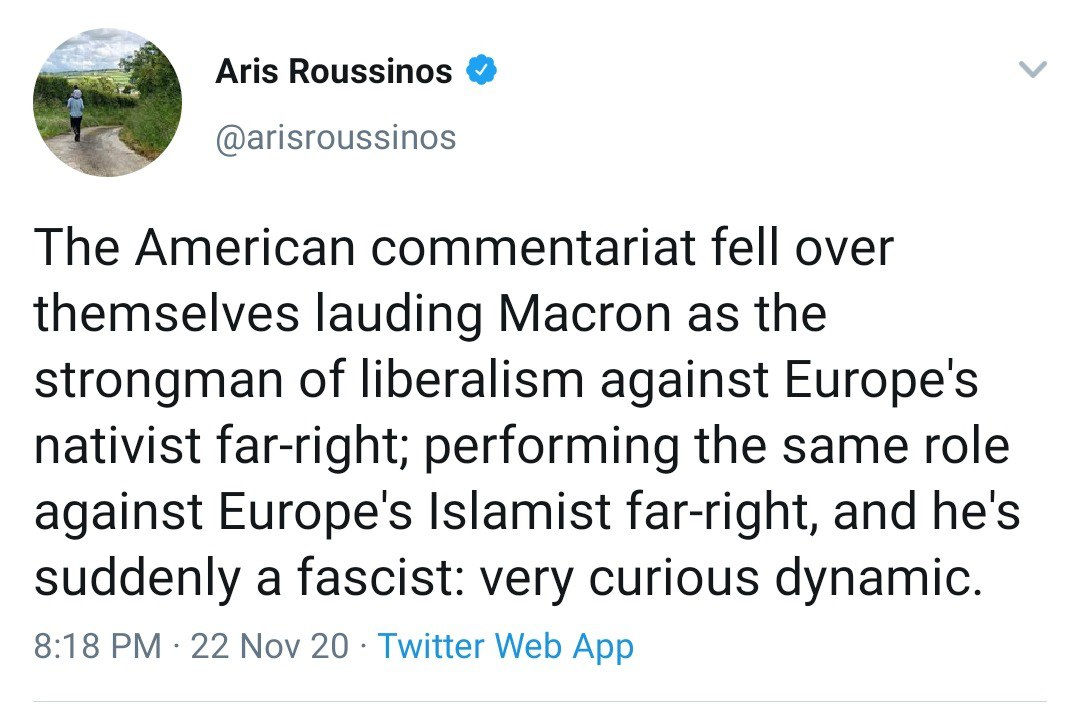 Aris Roussinos
@arisroussinos
The American commentariat fell over
themselves lauding Macron as the
strongman of liberalism against Europe's
nativist far-right; performing the same role
against Europe's Islamist far-right, and he's
suddenly a fascist: very curious dynamic.
8:18 PM · 22 Nov 20 · Twitter Web App